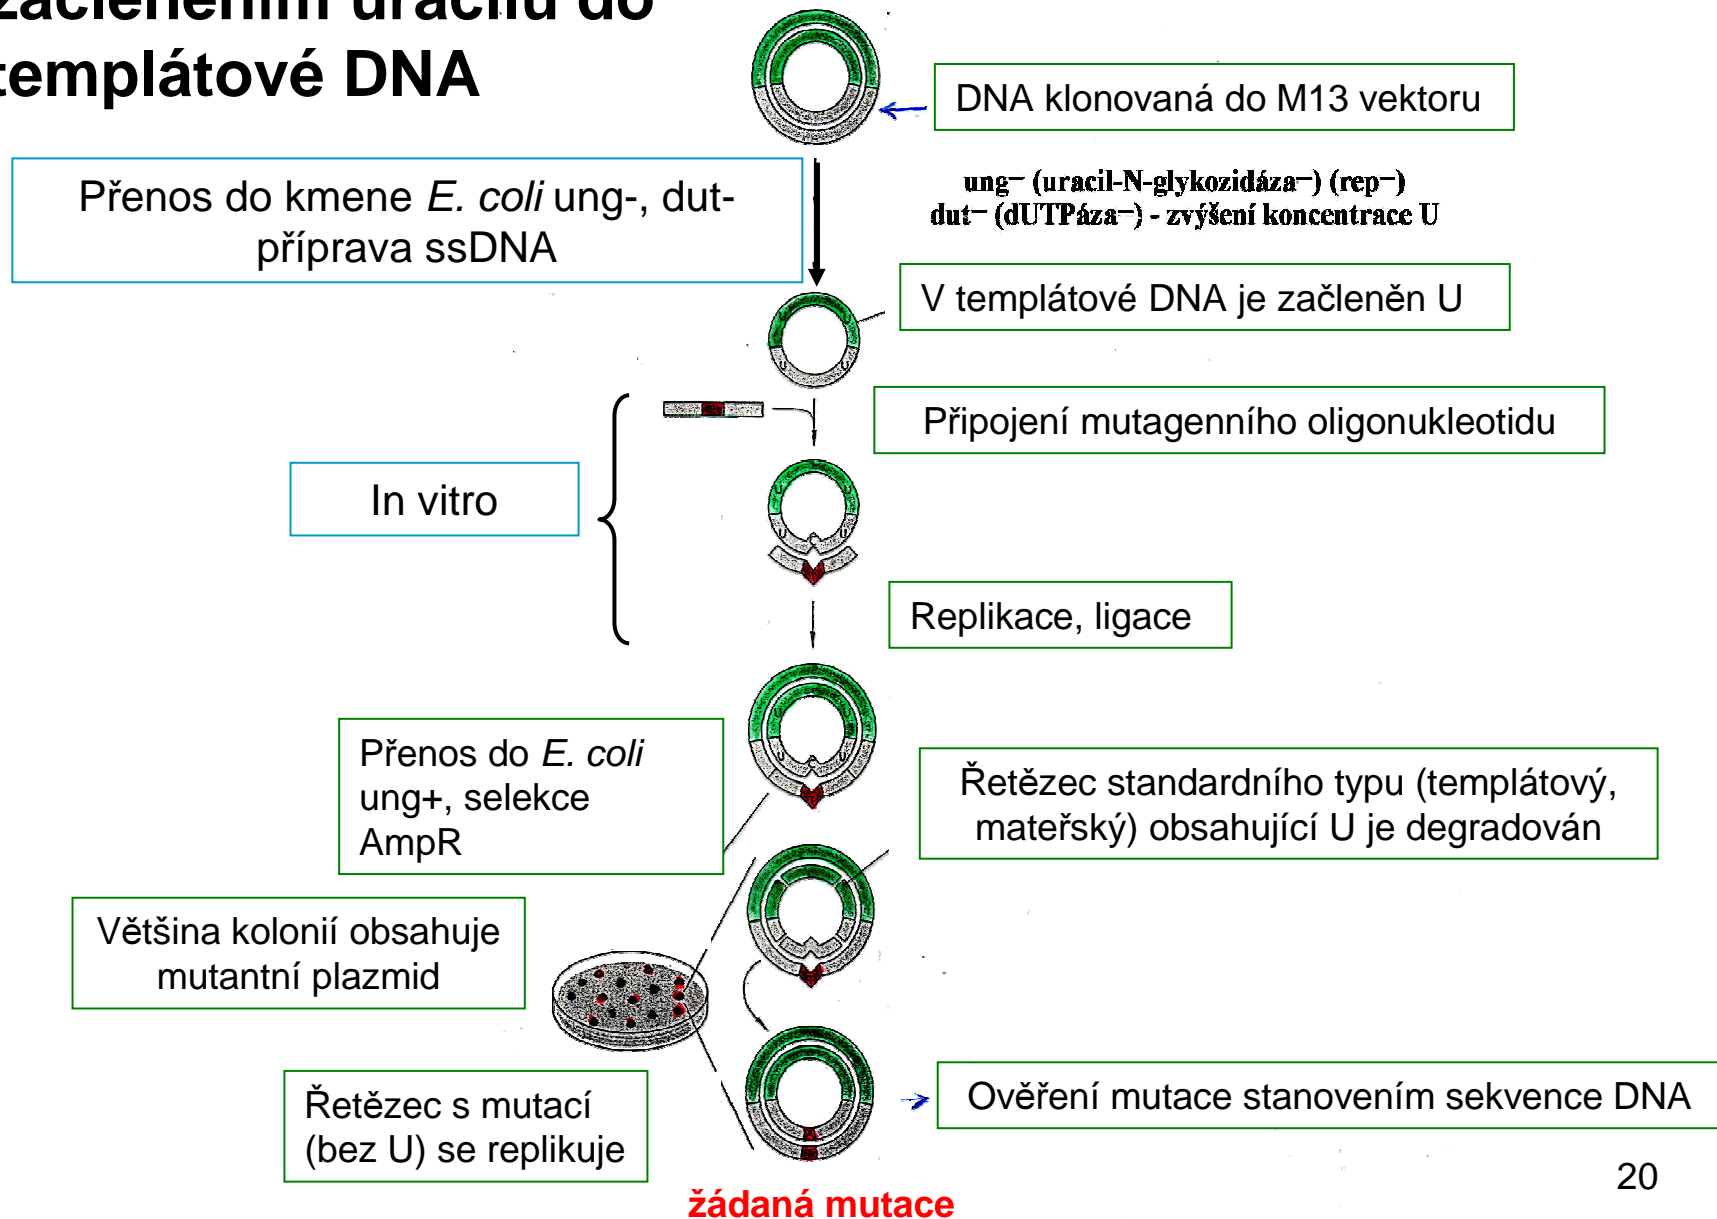 začleněním uracilu do
templátové DNA
DNA klonovaná do M13 vektoru
Přenos do kmene E. coli ung-, dut-
příprava ssDNA
ung– (uracil-N-glykozidáza–) (rep–)
dut– (dUTPáza–) - zvýšení koncentrace U
V templátové DNA je začleněn U
U U
U U
Připojení mutagenního oligonukleotidu
In vitro
U U
U U
Replikace, ligace
U U
U U
Přenos do E. coli
ung+, selekce
AmpR
Řetězec standardního typu (templátový,
mateřský) obsahující U je degradován
Většina kolonií obsahuje
mutantní plazmid
Řetězec s mutací
(bez U) se replikuje
Ověření mutace stanovením sekvence DNA
žádaná mutace
20